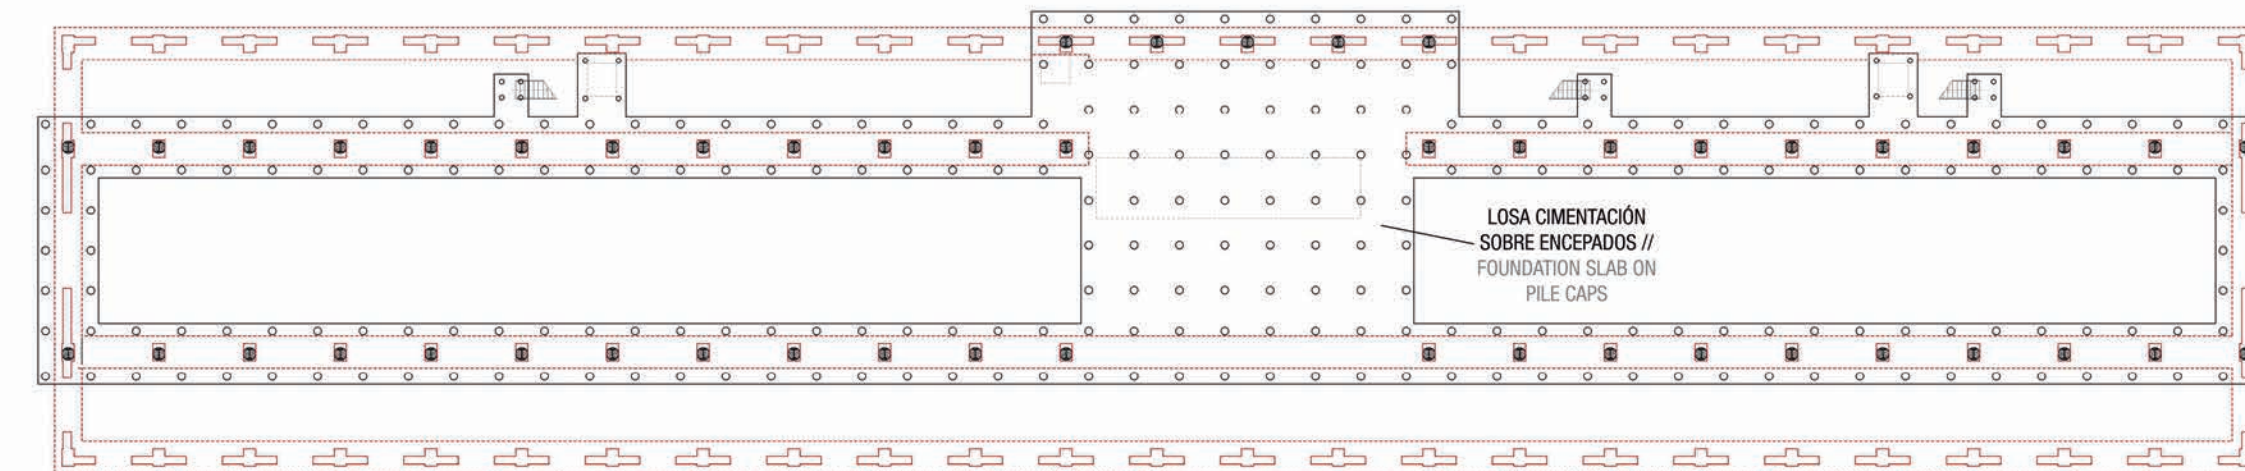 LOSA CIMENTACIÓN
SOBRE ENCEPADOS //
FOUNDATION SLAB ON
PILE CAPS